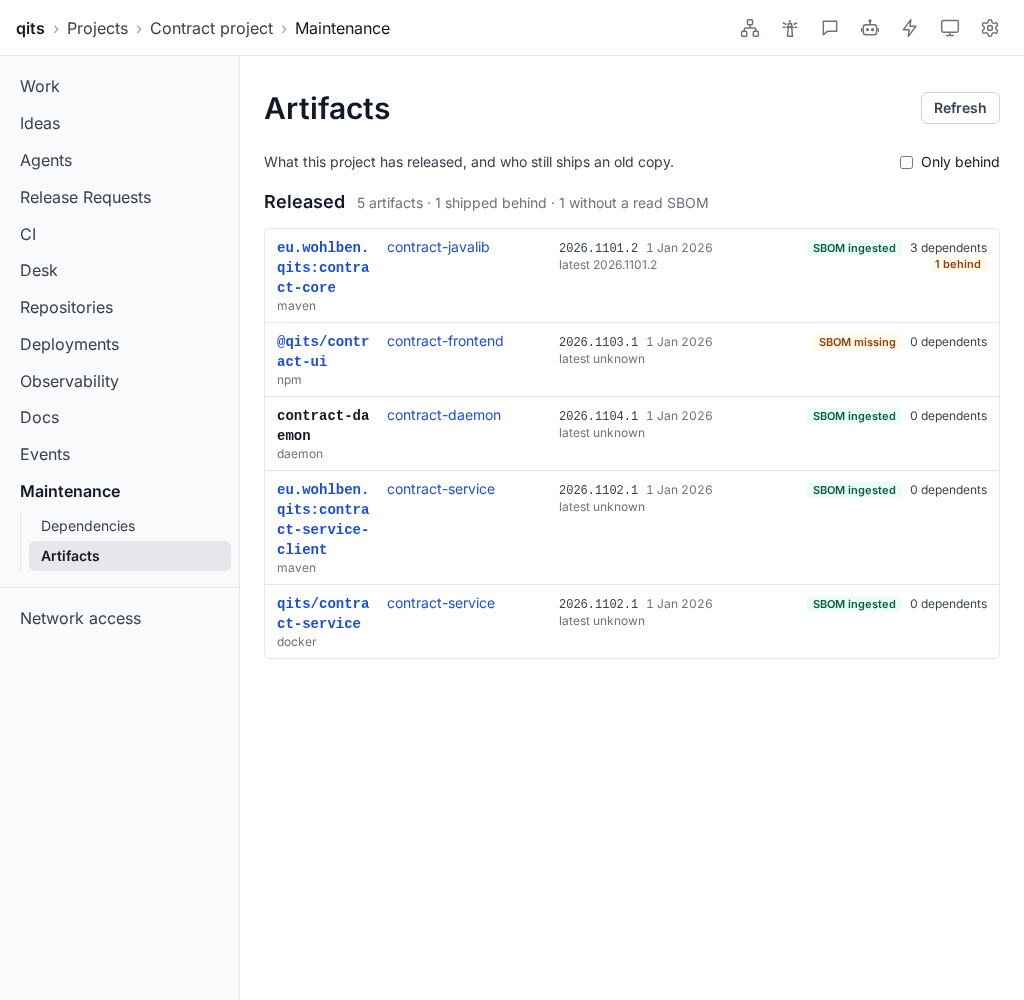 qits › Projects › Contract project › Maintenance
Work
Ideas
Agents
Release Requests
CI
Desk
Repositories
Deployments
Observability
Docs
Events
Maintenance
Dependencies
Artifacts
Network access
Artifacts
Refresh
What this project has released, and who still ships an old copy.
Only behind
Released 5 artifacts · 1 shipped behind · 1 without a read SBOM
eu.wohlben.
qits:contra
ct-core
maven
contract-javalib
2026.1101.2 1 Jan 2026
latest 2026.1101.2
SBOM ingested 3 dependents
1 behind
@qits/contr
act-ui
npm
contract-frontend
2026.1103.1 1 Jan 2026
latest unknown
SBOM missing 0 dependents
contract-da
emon
daemon
contract-daemon
2026.1104.1 1 Jan 2026
latest unknown
SBOM ingested 0 dependents
eu.wohlben.
qits:contra
ct-service-
client
maven
contract-service
2026.1102.1 1 Jan 2026
latest unknown
SBOM ingested 0 dependents
qits/contra
ct-service
docker
contract-service
2026.1102.1 1 Jan 2026
latest unknown
SBOM ingested 0 dependents